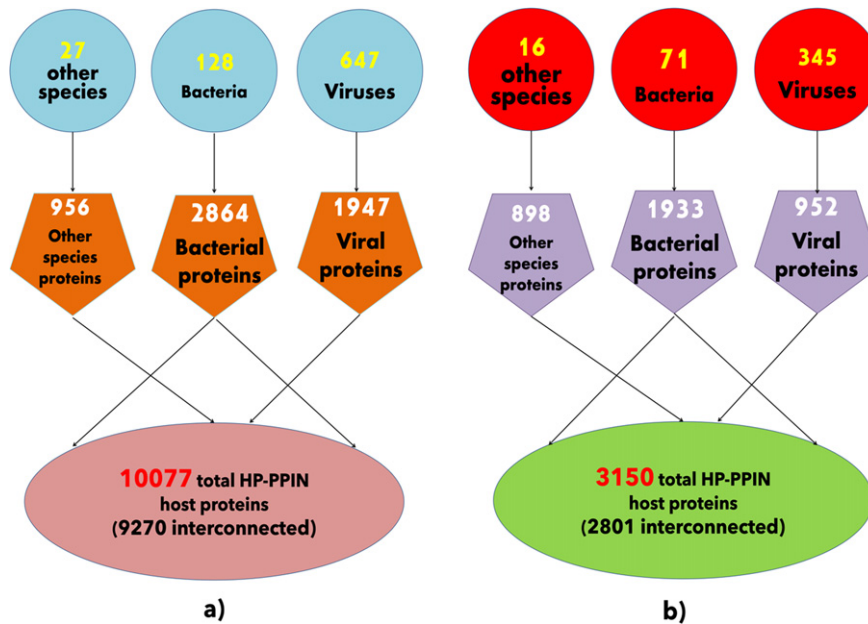 27
other
species
128
Bacteria
647
Viruses
956
Other
species
proteins
2864
Bacterial
proteins
1947
Viral
proteins
10077 total HP-PPIN
host proteins
(9270 interconnected)
a)
16
other
species
71
Bacteria
345
Viruses
898
Other
species
proteins
1933
Bacterial
proteins
952
Viral
proteins
3150 total HP-PPIN
host proteins
(2801 interconnected)
b)